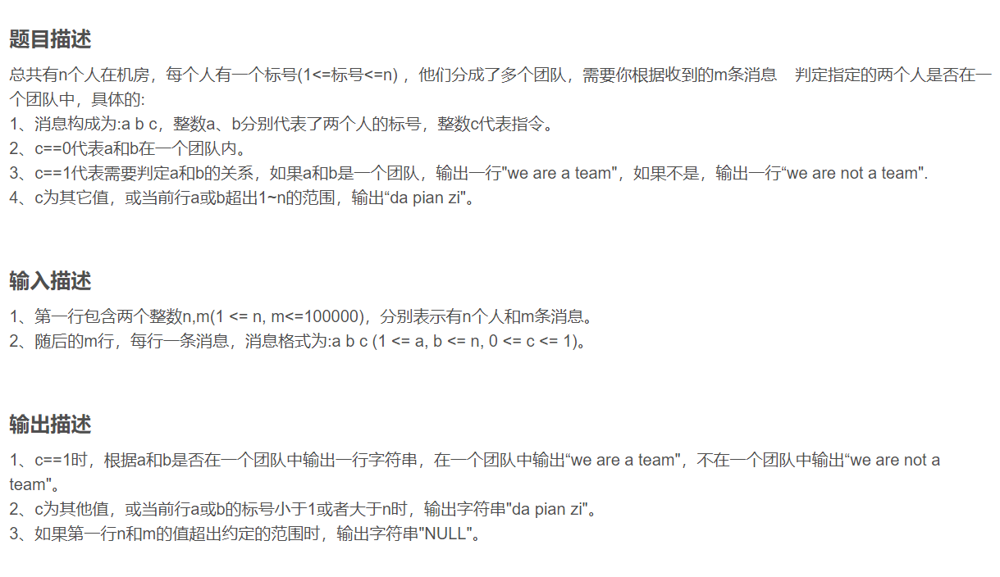 题目描述
总共有n个人在机房，每个人有一个标号(1<=标号<=n) ，他们分成了多个团队，需要你根据收到的m条消息 判定指定的两个人是否在一
个团队中，具体的:
1、消息构成为:a b c，整数a、b分别代表了两个人的标号，整数c代表指令。
2、c==0代表a和b在一个团队内。
3、c==1代表需要判定a和b的关系，如果a和b是一个团队，输出一行"we are a team"，如果不是，输出一行“we are not a team".
4、c为其它值，或当前行a或b超出1~n的范围，输出“da pian zi"。
输入描述
1、第一行包含两个整数n,m(1 <= n, m<=100000)，分别表示有n个人和m条消息。
2、随后的m行，每行一条消息，消息格式为:a b c (1 <= a, b <= n, 0 <= c <= 1)。
输出描述
1、c==1时，根据a和b是否在一个团队中输出一行字符串，在一个团队中输出“we are a team"，不在一个团队中输出“we are not a
team"。
2、c为其他值，或当前行a或b的标号小于1或者大于n时，输出字符串"da pian zi"。
3、如果第一行n和m的值超出约定的范围时，输出字符串"NULL"。